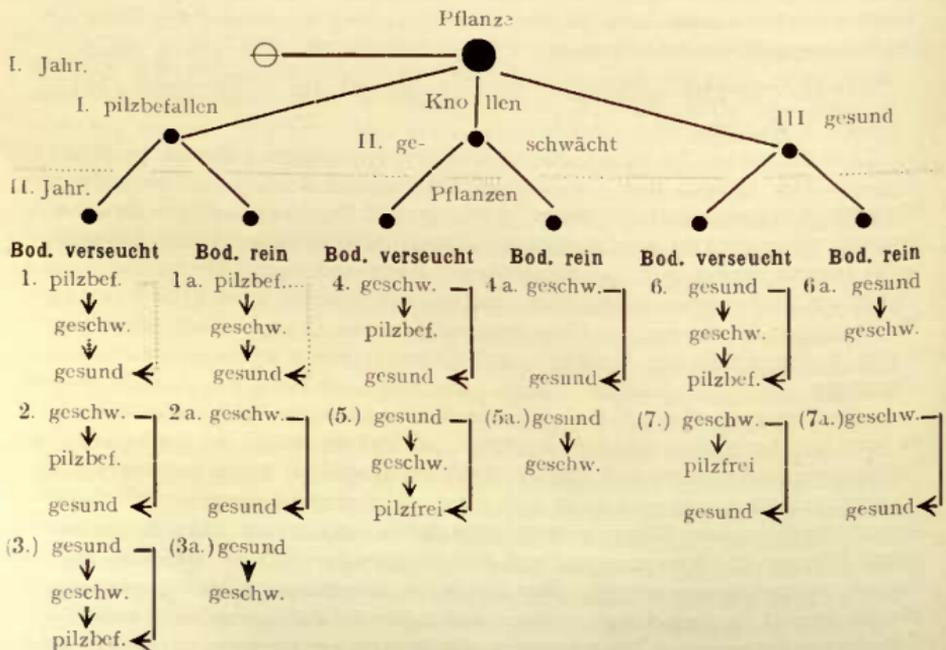 Pflanze
I. Jahr.
I. pilzbefallen
Knollen
III gesund
II. ge-schwächt
II. Jahr.
Pflanzen
Bod. verseucht Bod. rein Bod. verseucht Bod. rein Bod. verseucht Bod. rein
1. pilzbef. 1a. pilzbef.... 4. geschw. 4a. geschw. 6. gesund 6a. gesund
geschw. geschw. pilzbef. geschw. geschw.
gesund gesund gesund gesund pilzbef.
2. geschw. 2a. geschw. (5.) gesund (5a.) gesund (7.) geschw. (7a.) geschw.
pilzbef. geschw. geschw. pilzfrei
gesund gesund pilzfrei gesund gesund
(3.) gesund (3a.) gesund
geschw. geschw.
pilzbef.